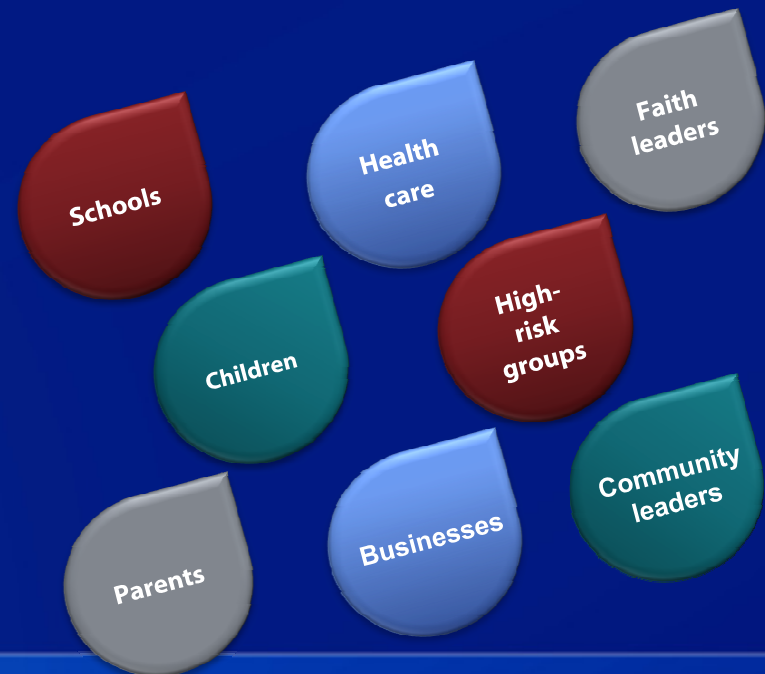 Schools
Health
care
Faith
leaders
Children
High-
risk
groups
Parents
Businesses
Community
leaders